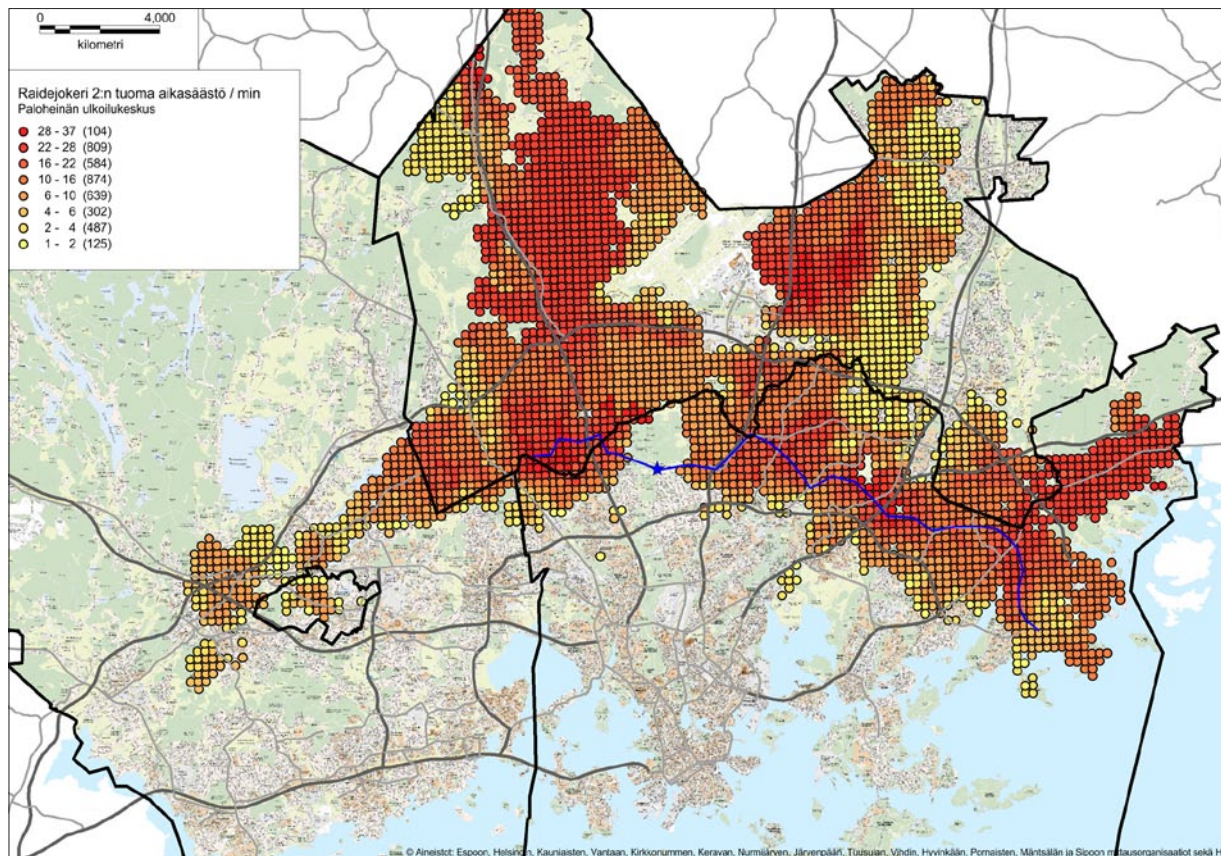 0 4,000
kilometri
Raidejokeri 2:n tuoma aikasäästö / min
Paloheinän ulkoilukeskus
28 - 37 (104)
22 - 28 (809)
16 - 22 (584)
10 - 16 (874)
6 - 10 (639)
4 - 6 (302)
2 - 4 (487)
1 - 2 (125)
© Aineistot: Espoon, Helsingin, Kauniaisten, Vantaan, Kirkkonummen, Keravan, Nurmijärven, Järvenpään, Tuusulan, Vihdin, Hyvinkään, Pornaisten, Mäntsälän ja Sipoon mittausorganisaatiot sekä H